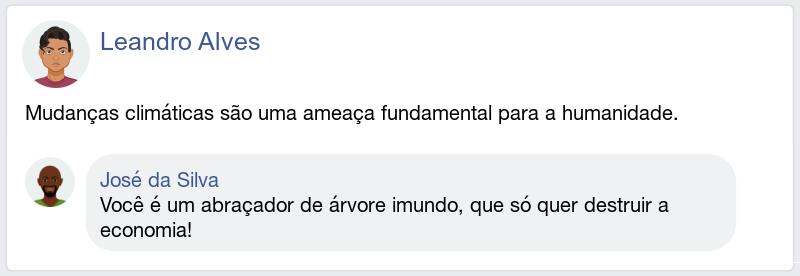 Leandro Alves
Mudanças climáticas são uma ameaça fundamental para a humanidade.
José da Silva
Você é um abraçador de árvore imundo, que só quer destruir a
economia!